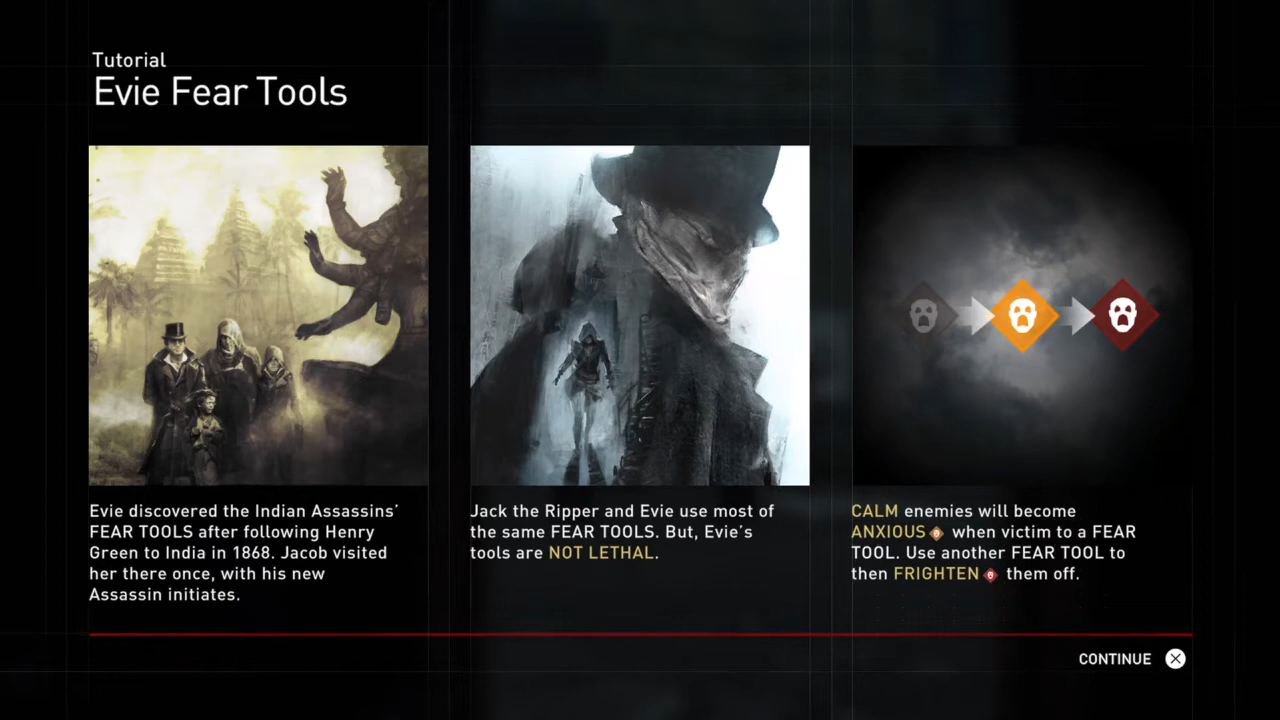 Tutorial
Evie Fear Tools
Evie discovered the Indian Assassins'
FEAR TOOLS after following Henry
Green to India in 1868. Jacob visited
her there once, with his new
Assassin initiates.
Jack the Ripper and Evie use most of
the same FEAR TOOLS. But, Evie's
tools are NOT LETHAL.
CALM enemies will become
ANXIOUS when victim to a FEAR
TOOL. Use another FEAR TOOL to
then FRIGHTEN them off.
CONTINUE